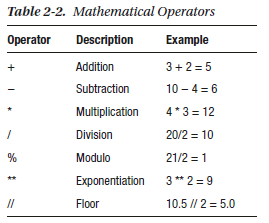 Table 2-2. Mathematical Operators
Operator Description Example
+ Addition 3 + 2 = 5
– Subtraction 10 – 4 = 6
* Multiplication 4 * 3 = 12
/ Division 20/2 = 10
% Modulo 21/2 = 1
** Exponentiation 3 ** 2 = 9
// Floor 10.5 // 2 = 5.0